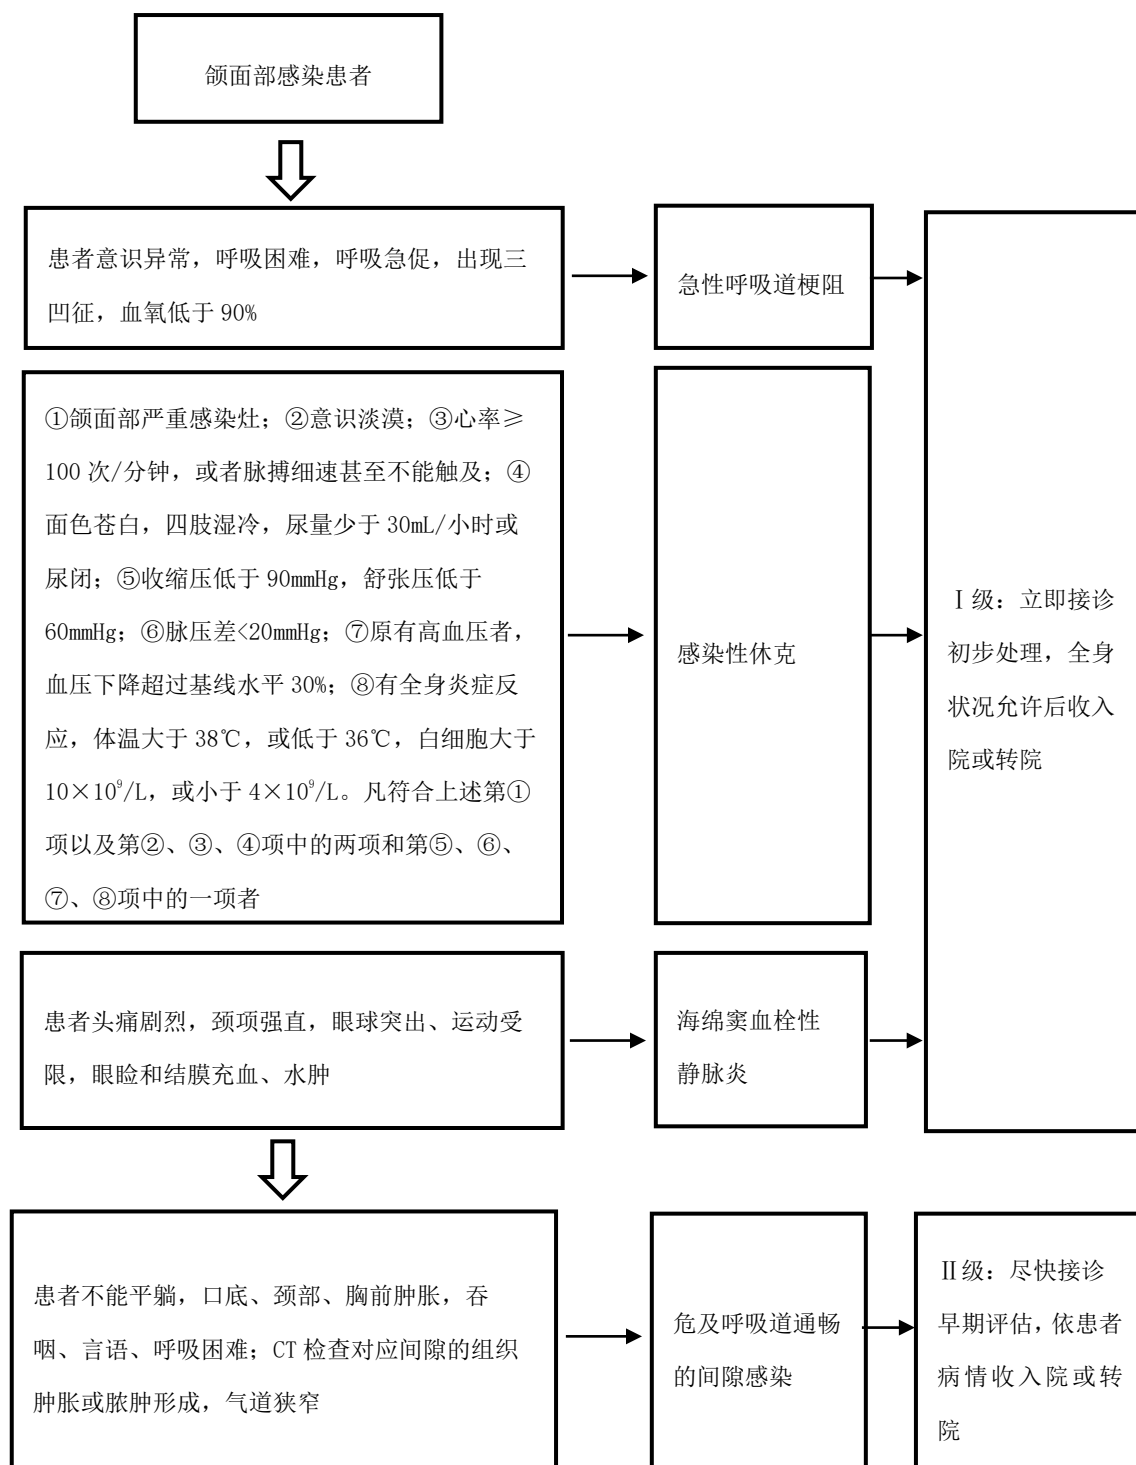 颌面部感染患者
患者意识异常，呼吸困难，呼吸急促，出现三
凹征，血氧低于 90%
急性呼吸道梗阻
①颌面部严重感染灶；②意识淡漠；③心率≥
100 次/分钟，或者脉搏细速甚至不能触及；④
面色苍白，四肢湿冷，尿量少于 30mL/小时或
尿闭；⑤收缩压低于 90mmHg，舒张压低于
60mmHg；⑥脉压差<20mmHg；⑦原有高血压者，
血压下降超过基线水平 30%；⑧有全身炎症反
应，体温大于 38℃，或低于 36℃，白细胞大于
10×10⁹/L，或小于 4×10⁹/L。凡符合上述第①
项以及第②、③、④项中的两项和第⑤、⑥、
⑦、⑧项中的一项者
感染性休克
Ⅰ级：立即接诊
初步处理，全身
状况允许后收入
院或转院
患者头痛剧烈，颈项强直，眼球突出、运动受
限，眼睑和结膜充血、水肿
海绵窦血栓性
静脉炎
患者不能平躺，口底、颈部、胸前肿胀，吞
咽、言语、呼吸困难；CT 检查对应间隙的组织
肿胀或脓肿形成，气道狭窄
危及呼吸道通畅
的间隙感染
Ⅱ级：尽快接诊
早期评估，依患者
病情收入院或转
院